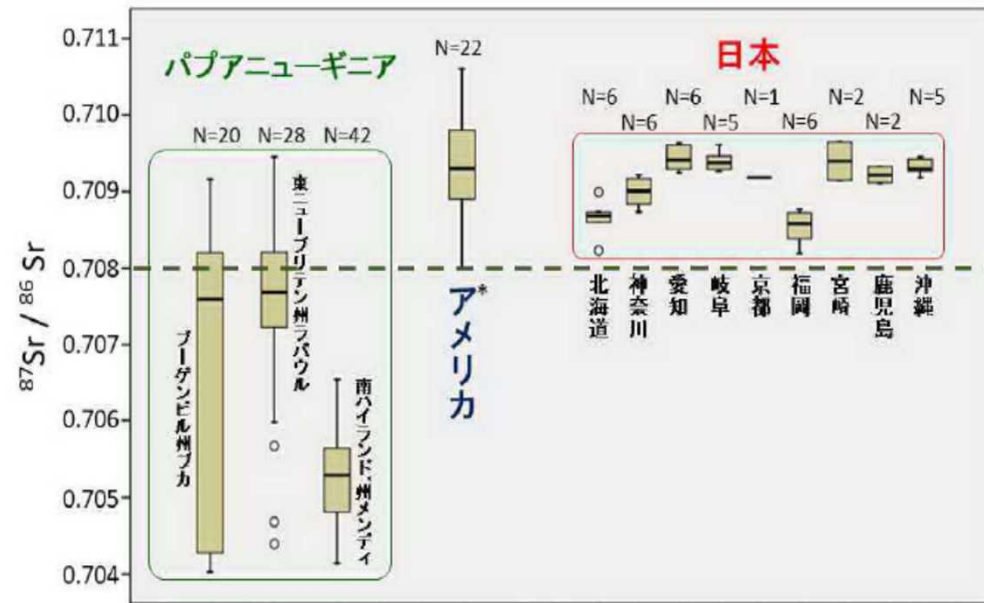 0.711
0.710
0.709
0.708
0.707
0.706
0.705
0.704
87Sr / 86 Sr
パプアニューギニア
N=20
N=28
N=42
ブーゲンビル州ブカ
東ニューブリテン州ラバウル
南ハイランド州メンディ
N=22
アメリカ*
日本
N=6
N=6
N=6
N=5
N=1
N=6
N=2
N=2
N=5
北海道
神奈川
愛知
岐阜
京都
福岡
宮崎
鹿児島
沖縄